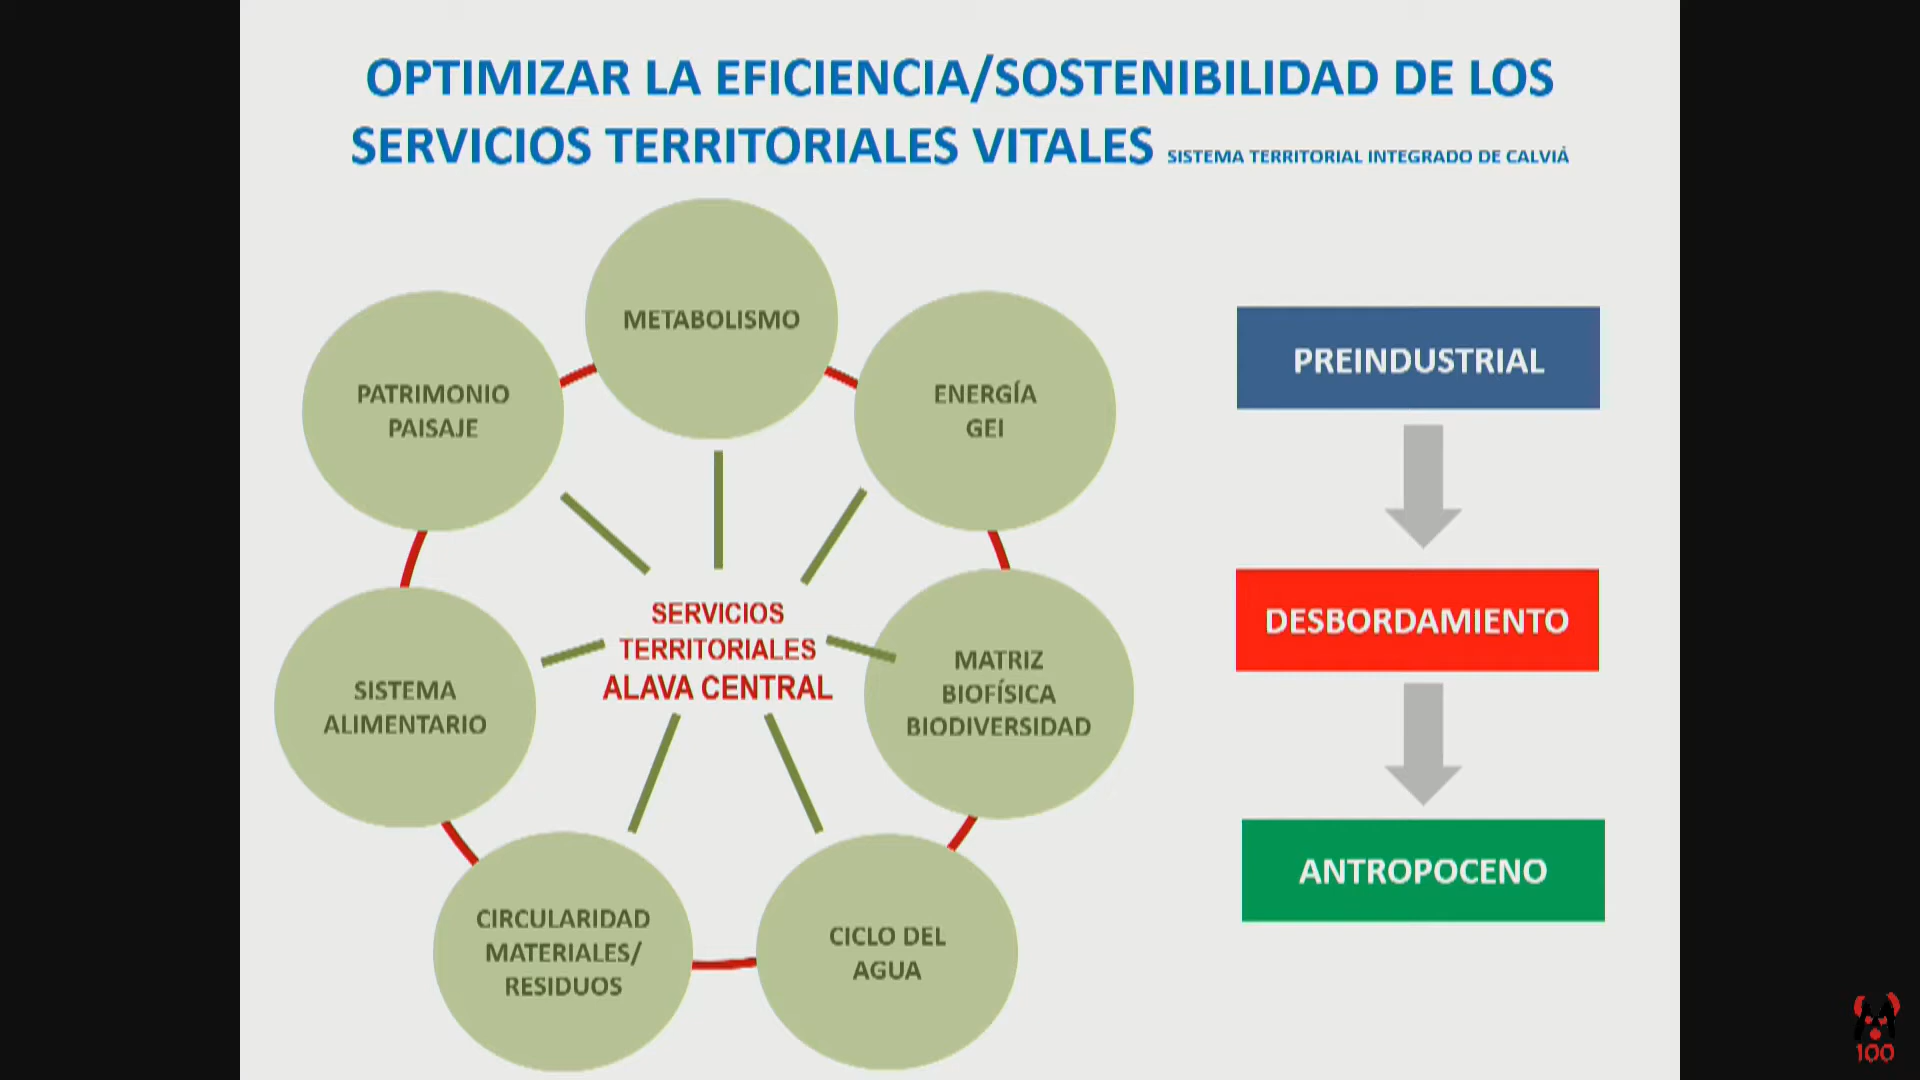 OPTIMIZAR LA EFICIENCIA/SOSTENIBILIDAD DE LOS
SERVICIOS TERRITORIALES VITALES SISTEMA TERRITORIAL INTEGRADO DE CALVIÁ
METABOLISMO
PATRIMONIO
PAISAJE
ENERGÍA
GEI
SERVICIOS
TERRITORIALES
ALAVA CENTRAL
MATRIZ
BIOFÍSICA
BIODIVERSIDAD
SISTEMA
ALIMENTARIO
CIRCULARIDAD
MATERIALES/
RESIDUOS
CICLO DEL
AGUA
PREINDUSTRIAL
DESBORDAMIENTO
ANTROPOCENO
100